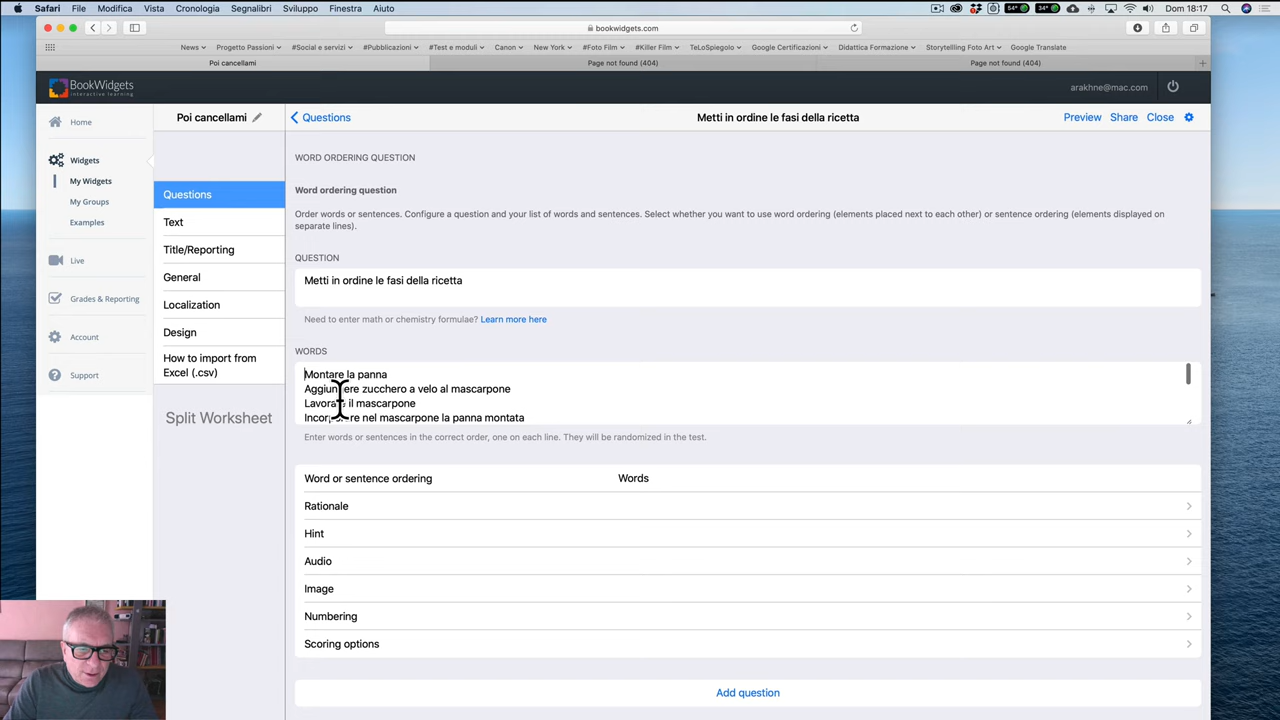 Safari File Modifica Vista Cronologia Segnalibri Sviluppo Finestra Aiuto 54° 34° Dom 18:17
bookwidgets.com
News Progetto Passioni #Social e servizi #Pubblicazioni #Test e moduli Canon New York #Foto Film #Killer Film TeLoSpiegolo Google Certificazioni Didattica Formazione Storytelling Foto Art Google Translate
Poi cancellami Page not found (404) Page not found (404)
BookWidgets
interactive learning
arakhne@mac.com
Home
Widgets
My Widgets
My Groups
Examples
Live
Grades & Reporting
Account
Support
Poi cancellami
Questions
Text
Title/Reporting
General
Localization
Design
How to import from
Excel (.csv)
Split Worksheet
Questions Metti in ordine le fasi della ricetta Preview Share Close
WORD ORDERING QUESTION
Word ordering question
Order words or sentences. Configure a question and your list of words and sentences. Select whether you want to use word ordering (elements placed next to each other) or sentence ordering (elements displayed on
separate lines).
QUESTION
Metti in ordine le fasi della ricetta
Need to enter math or chemistry formulae? Learn more here
WORDS
Montare la panna
Aggiungere zucchero a velo al mascarpone
Lavorare il mascarpone
Incorporare nel mascarpone la panna montata
Enter words or sentences in the correct order, one on each line. They will be randomized in the test.
Word or sentence ordering Words
Rationale
Hint
Audio
Image
Numbering
Scoring options
Add question